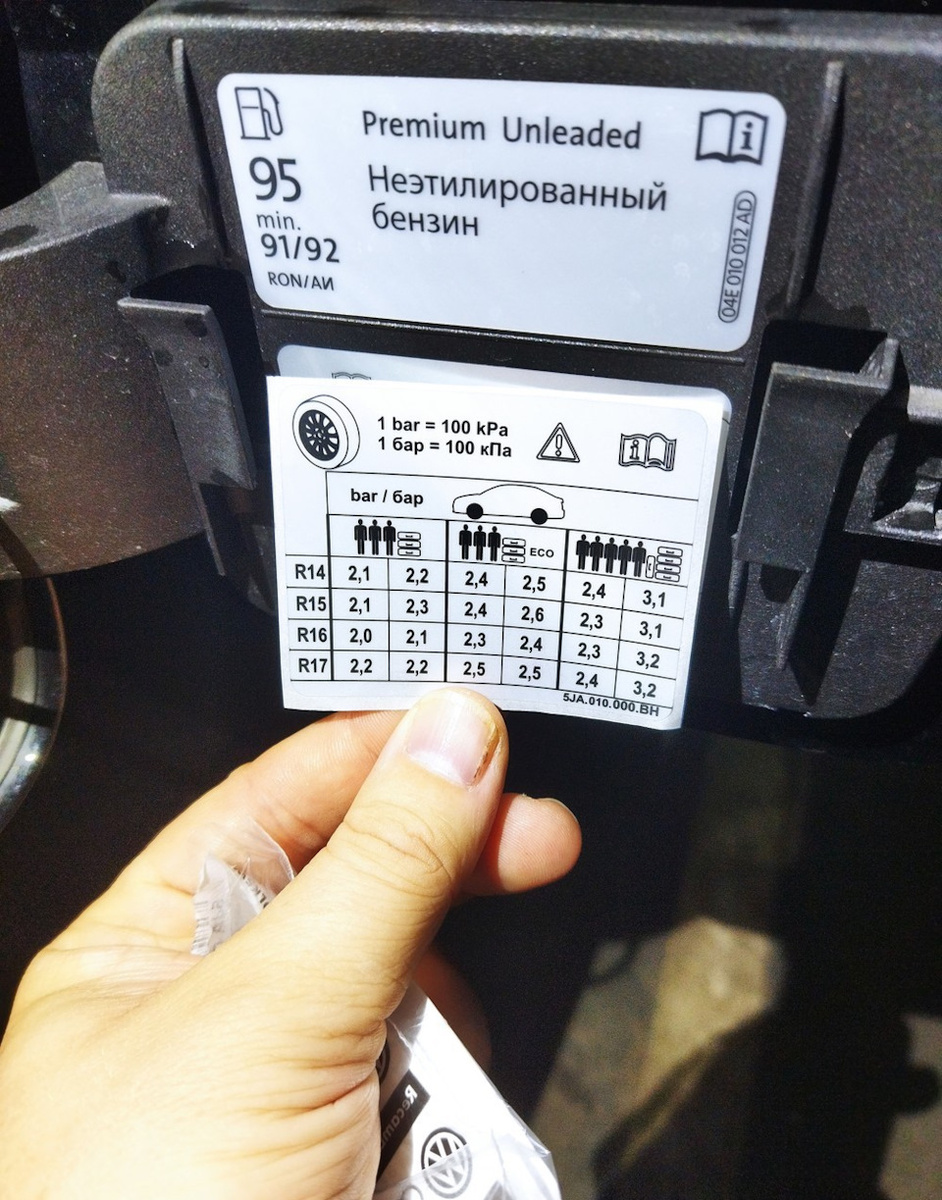 Premium Unleaded
95
Неэтилированный
бензин
min.
91/92
RON/АИ
04E 010 012 AD
1 bar = 100 kPa
1 бар = 100 кПа
bar / бар
ECO
R14 2,1 2,2 2,4 2,5 2,4 3,1
R15 2,1 2,3 2,4 2,6 2,3 3,1
R16 2,0 2,1 2,3 2,4 2,3 3,2
R17 2,2 2,2 2,5 2,5 2,4 3,2
5JA.010.000.BH